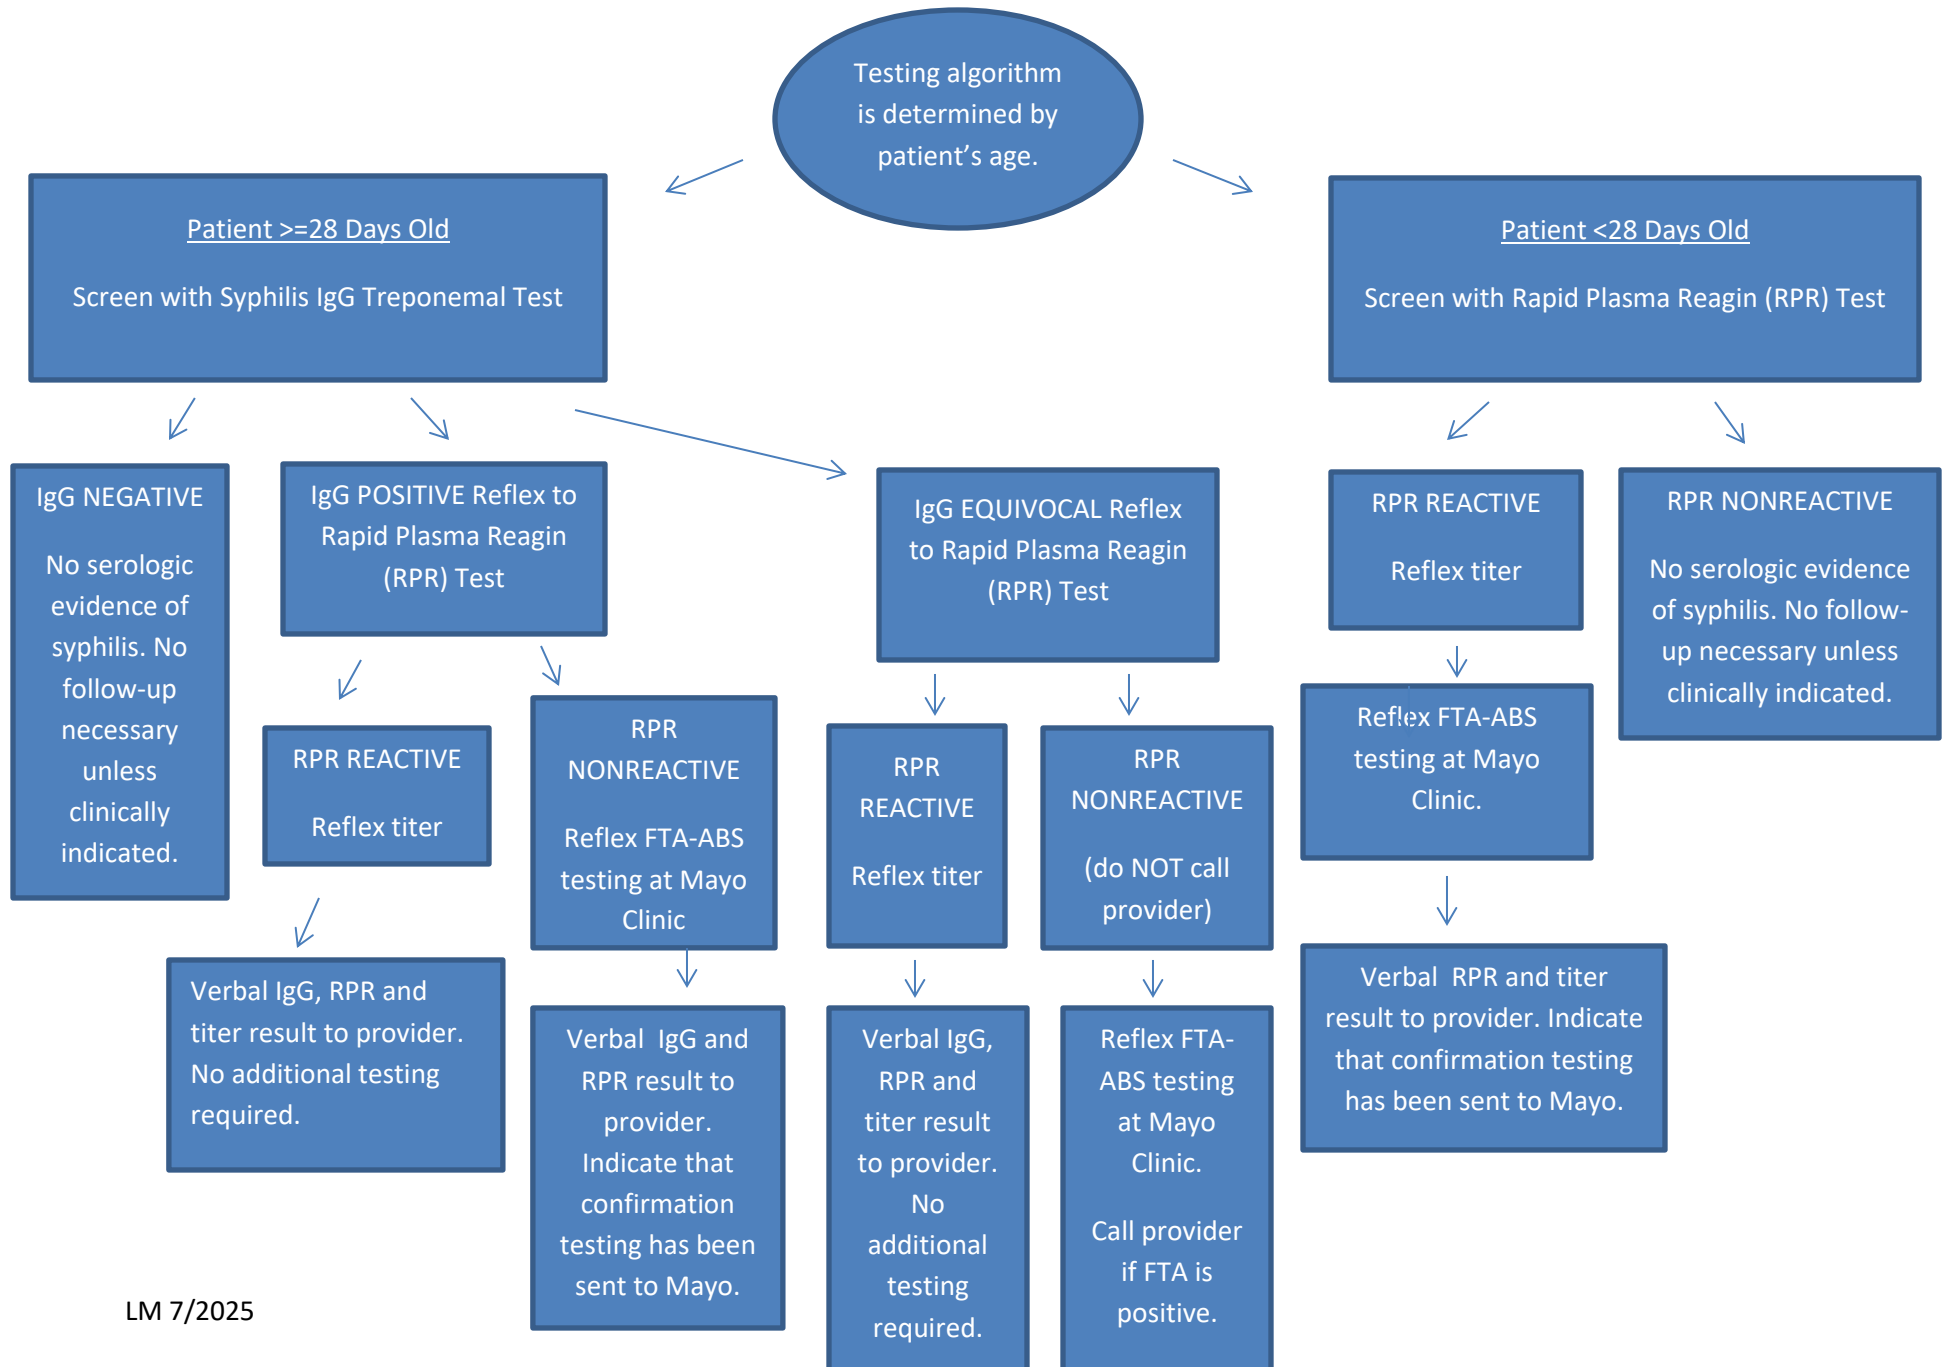 Testing algorithm
is determined by
patient’s age.
Patient >=28 Days Old
Screen with Syphilis IgG Treponemal Test
Patient <28 Days Old
Screen with Rapid Plasma Reagin (RPR) Test
IgG NEGATIVE
No serologic
evidence of
syphilis. No
follow-up
necessary
unless
clinically
indicated.
IgG POSITIVE Reflex to
Rapid Plasma Reagin
(RPR) Test
IgG EQUIVOCAL Reflex
to Rapid Plasma Reagin
(RPR) Test
RPR REACTIVE
Reflex titer
RPR NONREACTIVE
No serologic evidence
of syphilis. No follow-
up necessary unless
clinically indicated.
RPR REACTIVE
Reflex titer
RPR
NONREACTIVE
Reflex FTA-ABS
testing at Mayo
Clinic
RPR
REACTIVE
Reflex titer
RPR
NONREACTIVE
(do NOT call
provider)
Reflex FTA-ABS
testing at Mayo
Clinic.
Verbal IgG, RPR and
titer result to provider.
No additional testing
required.
Verbal  IgG and
RPR result to
provider.
Indicate that
confirmation
testing has been
sent to Mayo.
Verbal IgG,
RPR and
titer result
to provider.
No
additional
testing
required.
Reflex FTA-
ABS testing
at Mayo
Clinic.
Call provider
if FTA is
positive.
Verbal  RPR and titer
result to provider. Indicate
that confirmation testing
has been sent to Mayo.
LM 7/2025